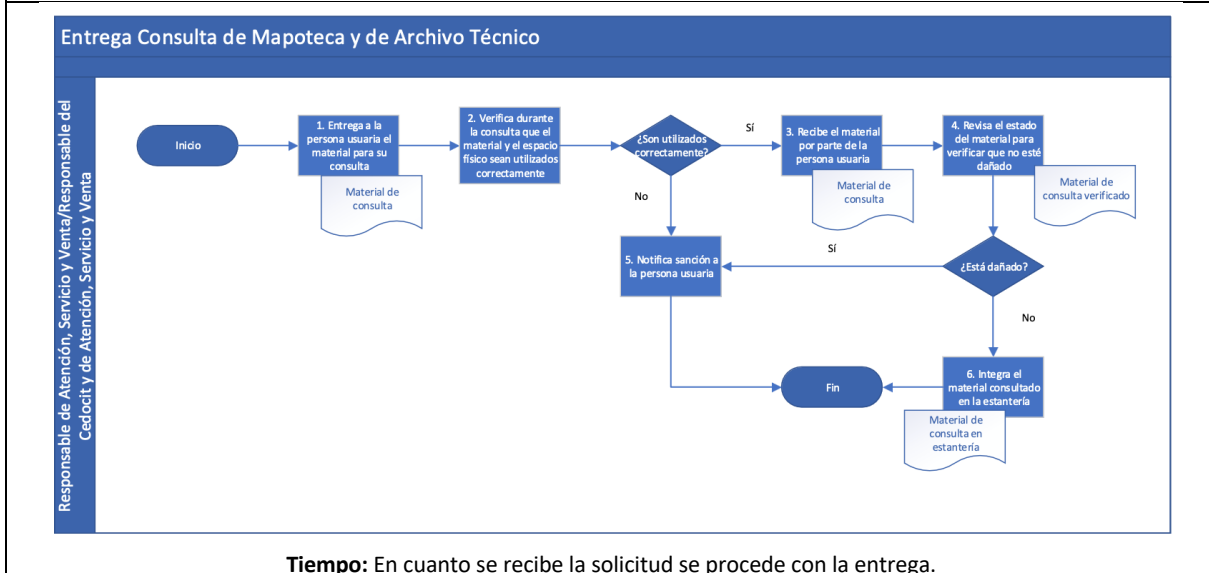 Entrega Consulta de Mapoteca y de Archivo Técnico
Responsable de Atención, Servicio y Venta/Responsable del
Cedocit y de Atención, Servicio y Venta
Inicio
1. Entrega a la
persona usuaria el
material para su
consulta
Material de
consulta
2. Verifica durante
la consulta que el
material y el espacio
físico sean utilizados
correctamente
¿Son utilizados
correctamente?
Sí
No
3. Recibe el material
por parte de la
persona usuaria
Material de
consulta
4. Revisa el estado
del material para
verificar que no esté
dañado
Material de
consulta verificado
¿Está dañado?
Sí
No
5. Notifica sanción a
la persona usuaria
6. Integra el
material consultado
en la estantería
Material de
consulta en
estantería
Fin
Tiempo: En cuanto se recibe la solicitud se procede con la entrega.